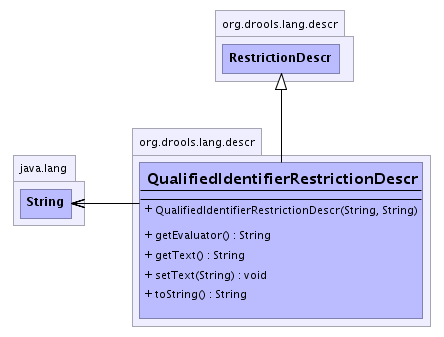 org.drools.lang.descr
RestrictionDescr
org.drools.lang.descr
java.lang
String
QualifiedIdentifierRestrictionDescr
+ QualifiedIdentifierRestrictionDescr(String, String)
+ getEvaluator() : String
+ getText() : String
+ setText(String) : void
+ toString() : String